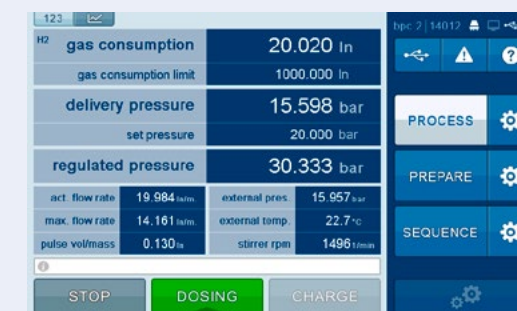 123
bpc 2 | 14012
H2 gas consumption 20.020 ln
gas consumption limit 1000.000 ln
delivery pressure 15.598 bar
set pressure 20.000 bar
regulated pressure 30.333 bar
act. flow rate 19.984 ln/m. external pres. 15.957 bar
max. flow rate 14.161 ln/m. external temp. 22.7 °C
pulse vol/mass 0.130 ln stirrer rpm 1496 1/min
PROCESS
PREPARE
SEQUENCE
STOP DOSING CHARGE